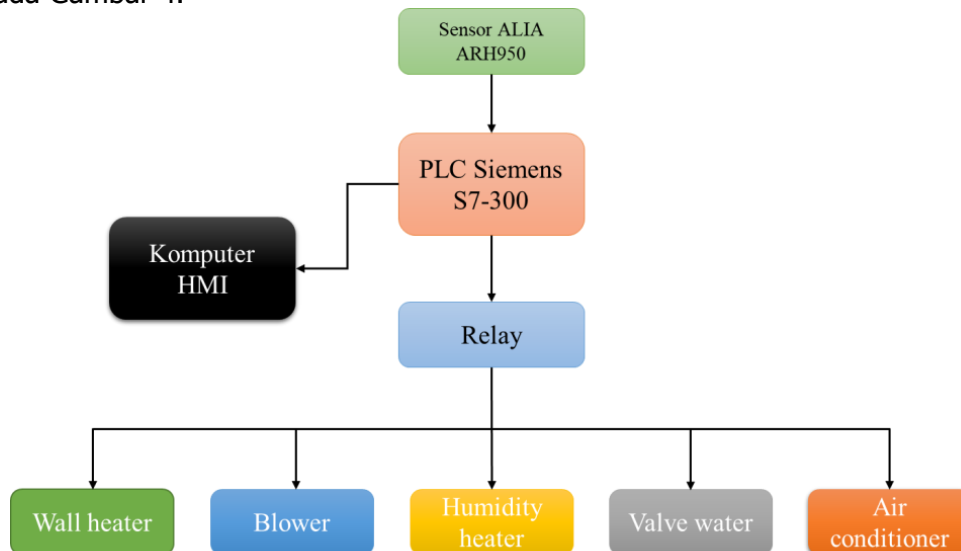 Sensor ALIA
ARH950
PLC Siemens
S7-300
Komputer
HMI
Relay
Wall heater
Blower
Humidity
heater
Valve water
Air
conditioner